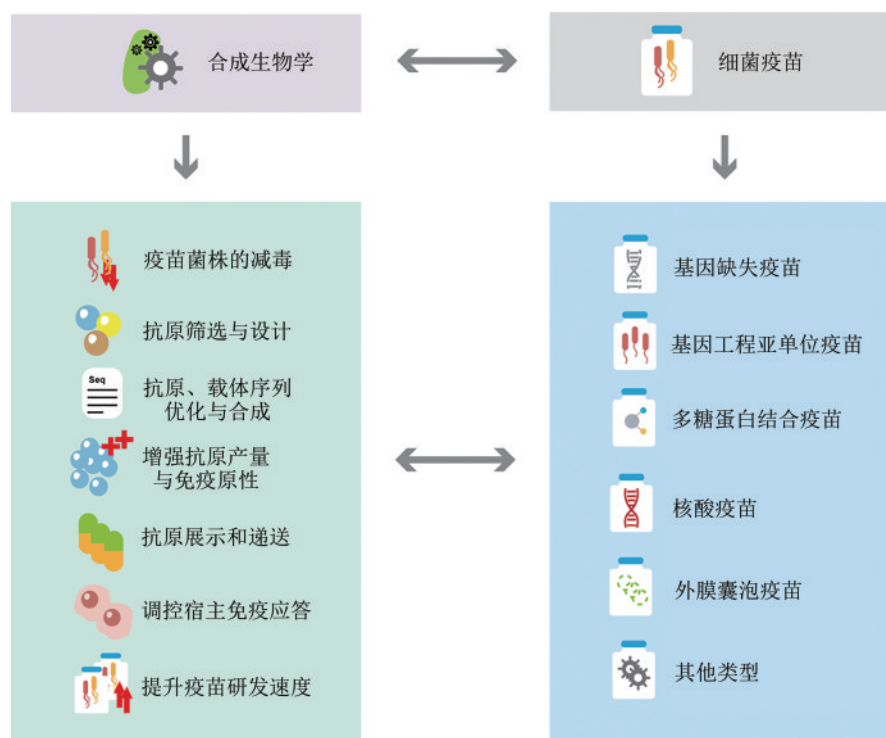 合成生物学
细菌疫苗
疫苗菌株的减毒
抗原筛选与设计
Seq
抗原、载体序列
优化与合成
增强抗原产量
与免疫原性
抗原展示和递送
调控宿主免疫应答
提升疫苗研发速度
基因缺失疫苗
基因工程亚单位疫苗
多糖蛋白结合疫苗
核酸疫苗
外膜囊泡疫苗
其他类型